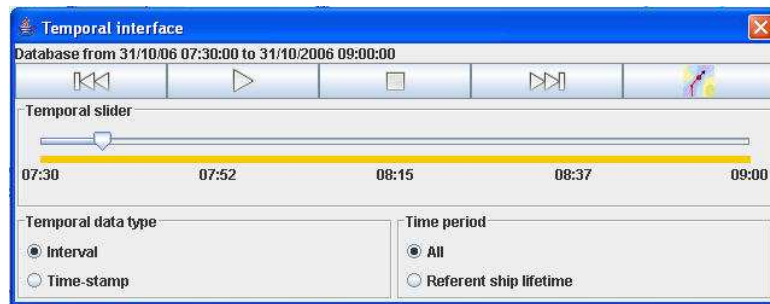 Temporal interface
Database from 31/10/06 07:30:00 to 31/10/2006 09:00:00
Temporal slider
07:30 07:52 08:15 08:37 09:00
Temporal data type
Interval
Time-stamp
Time period
All
Referent ship lifetime